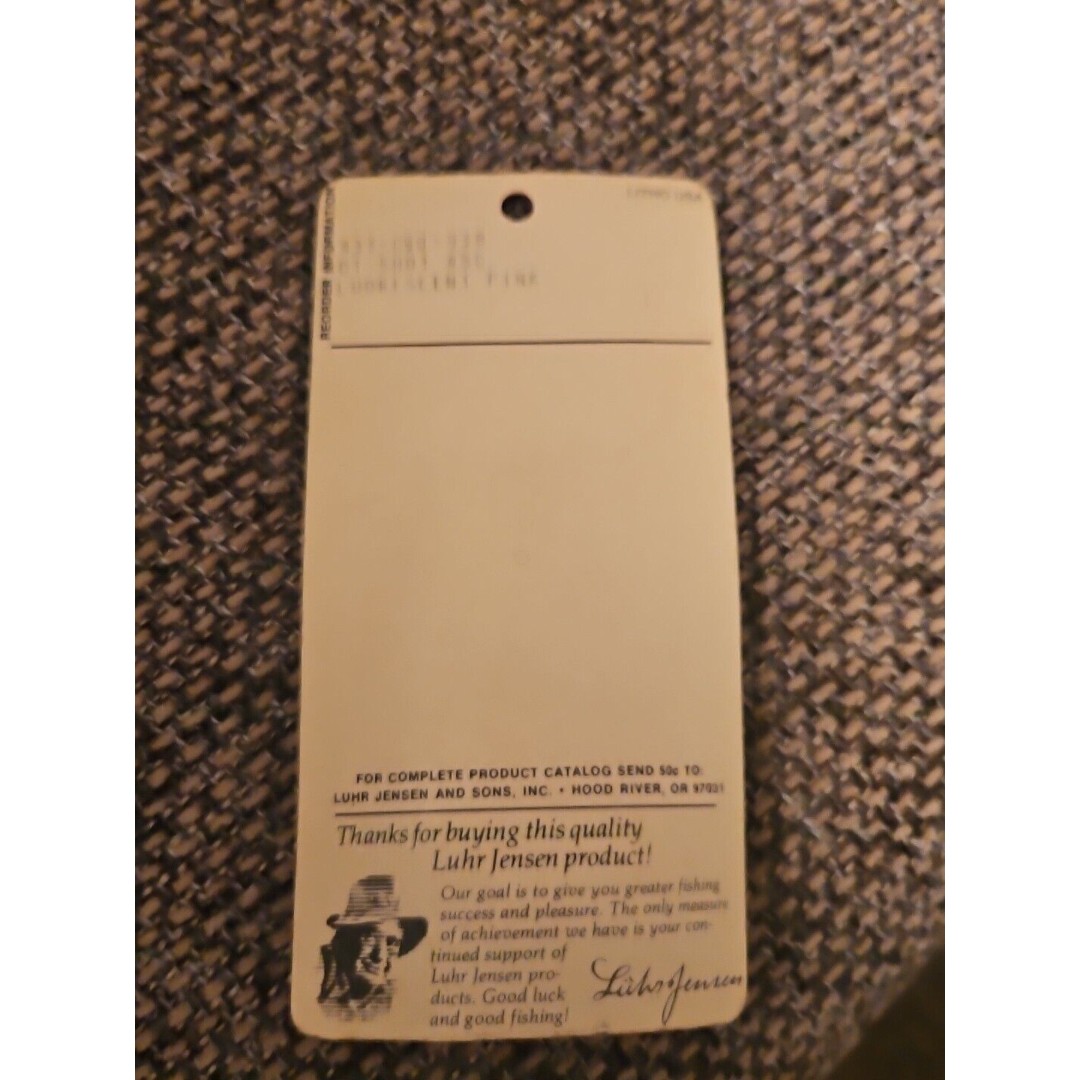 REORDER INFORMATION
PINK
FOR COMPLETE PRODUCT CATALOG SEND 50c TO:
LUHR JENSEN AND SONS, INC. • HOOD RIVER, OR 97031
Thanks for buying this quality
Luhr Jensen product!
Our goal is to give you greater fishing
success and pleasure. The only measure
of achievement we have is your con-
tinued support of
Luhr Jensen pro-
ducts. Good luck
and good fishing!
Luhr Jensen